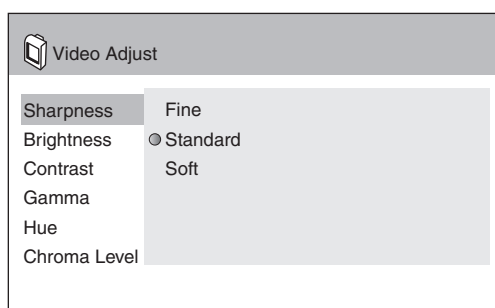 Video Adjust
Sharpness Fine
Brightness Standard
Contrast Soft
Gamma
Hue
Chroma Level